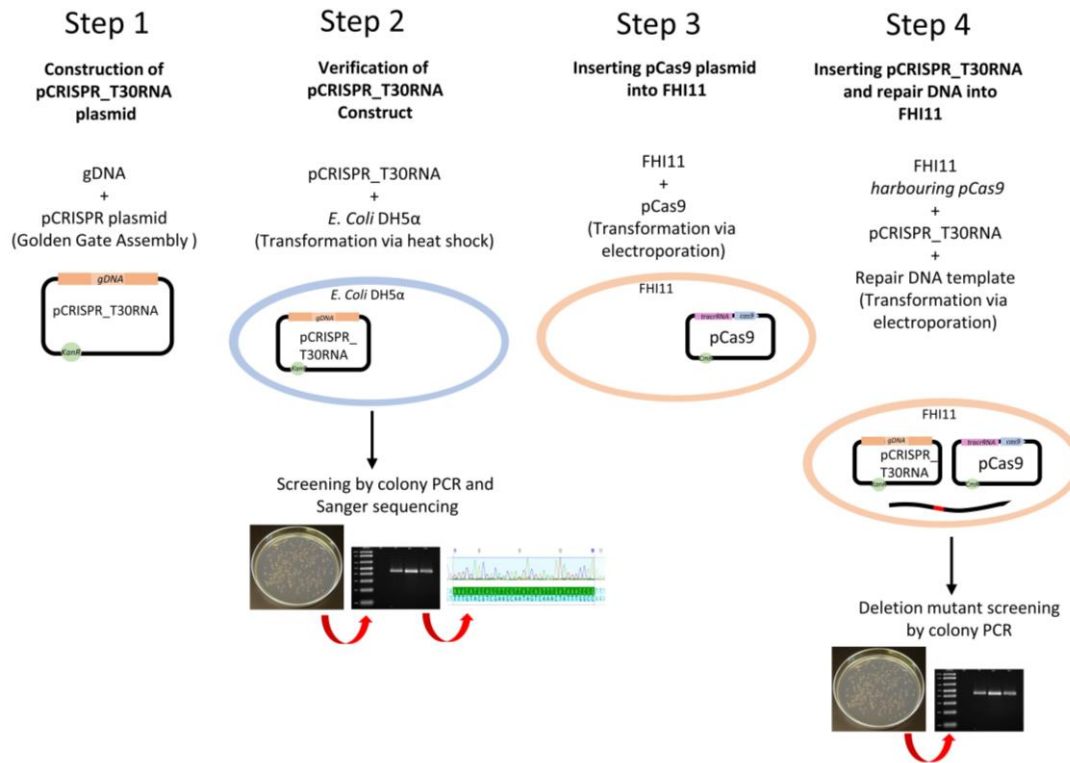 Step 1
Construction of
pCRISPR_T30RNA
plasmid
gDNA
+
pCRISPR plasmid
(Golden Gate Assembly )
gDNA
pCRISPR_T30RNA
KanR
Step 2
Verification of
pCRISPR_T30RNA
Construct
pCRISPR_T30RNA
+
E. Coli DH5α
(Transformation via heat shock)
E. Coli DH5α
gDNA
pCRISPR_
T30RNA
Screening by colony PCR and
Sanger sequencing
Step 3
Inserting pCas9 plasmid
into FHI11
FHI11
+
pCas9
(Transformation via
electroporation)
FHI11
tracrRNA cas9
pCas9
Step 4
Inserting pCRISPR_T30RNA
and repair DNA into
FHI11
FHI11
harbouring pCas9
+
pCRISPR_T30RNA
+
Repair DNA template
(Transformation via
electroporation)
FHI11
gDNA
pCRISPR_
T30RNA
tracrRNA cas9
pCas9
Deletion mutant screening
by colony PCR